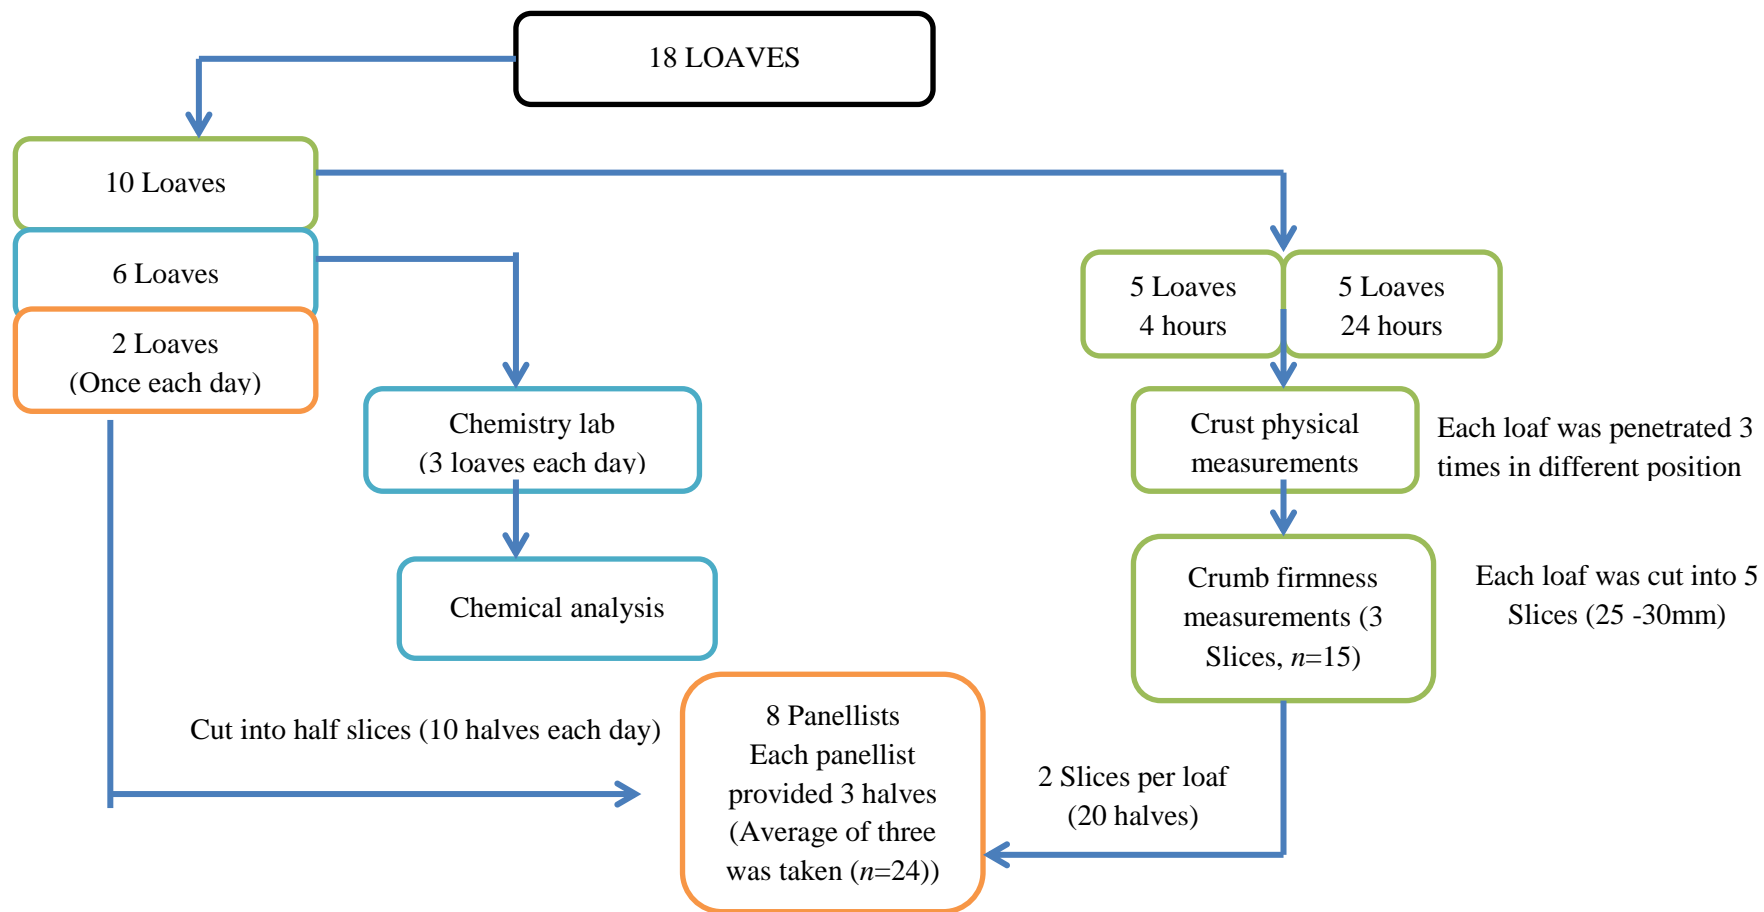 18 LOAVES
10 Loaves
6 Loaves
2 Loaves
(Once each day)
5 Loaves
4 hours
5 Loaves
24 hours
Chemistry lab
(3 loaves each day)
Crust physical
measurements
Each loaf was penetrated 3
times in different position
Chemical analysis
Crumb firmness
measurements (3
Slices, n=15)
Each loaf was cut into 5
Slices (25 -30mm)
Cut into half slices (10 halves each day)
8 Panellists
Each panellist
provided 3 halves
(Average of three
was taken (n=24))
2 Slices per loaf
(20 halves)